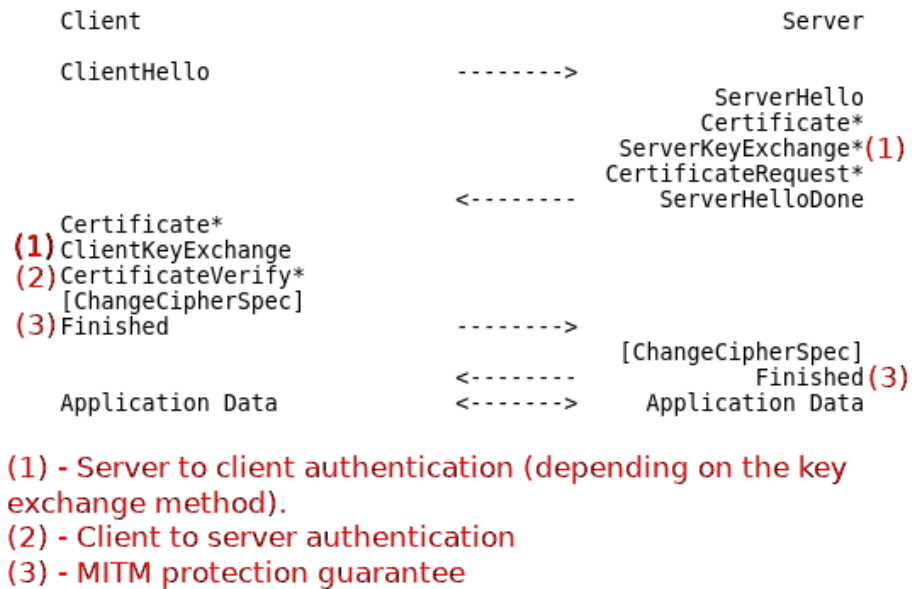 Client Server
ClientHello -------->
ServerHello
Certificate*
ServerKeyExchange*(1)
CertificateRequest*
<-------- ServerHelloDone
Certificate*
(1) ClientKeyExchange
(2) CertificateVerify*
[ChangeCipherSpec]
(3) Finished -------->
[ChangeCipherSpec]
<-------- Finished (3)
Application Data <-------> Application Data
(1) - Server to client authentication (depending on the key
exchange method).
(2) - Client to server authentication
(3) - MITM protection guarantee